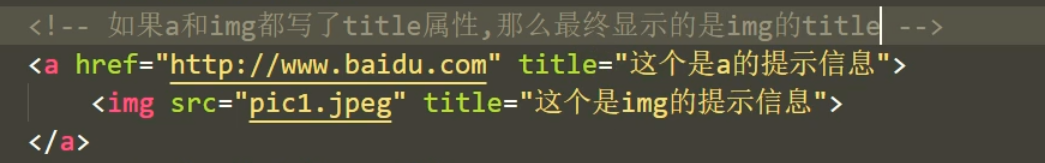 <!-- 如果a和img都写了title属性,那么最终显示的是img的title -->
<a href="http://www.baidu.com" title="这个是a的提示信息">
    <img src="pic1.jpeg" title="这个是img的提示信息">
</a>